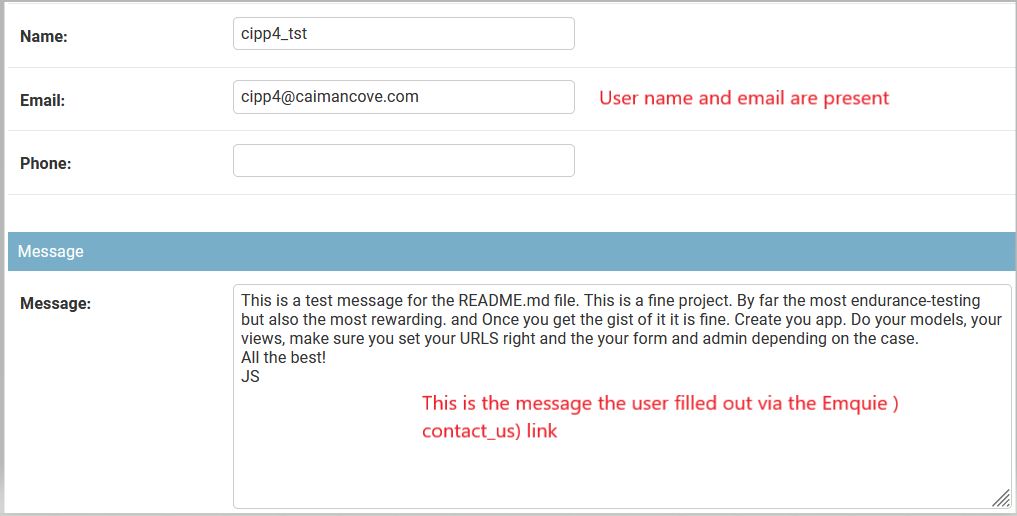 Name:
cipp4_tst
Email:
cipp4@caimancove.com
User name and email are present
Phone:
Message
Message:
This is a test message for the README.md file. This is a fine project. By far the most endurance-testing
but also the most rewarding. and Once you get the gist of it it is fine. Create you app. Do your models, your
views, make sure you set your URLS right and the your form and admin depending on the case.
All the best!
JS
This is the message the user filled out via the Emquie )
contact_us) link